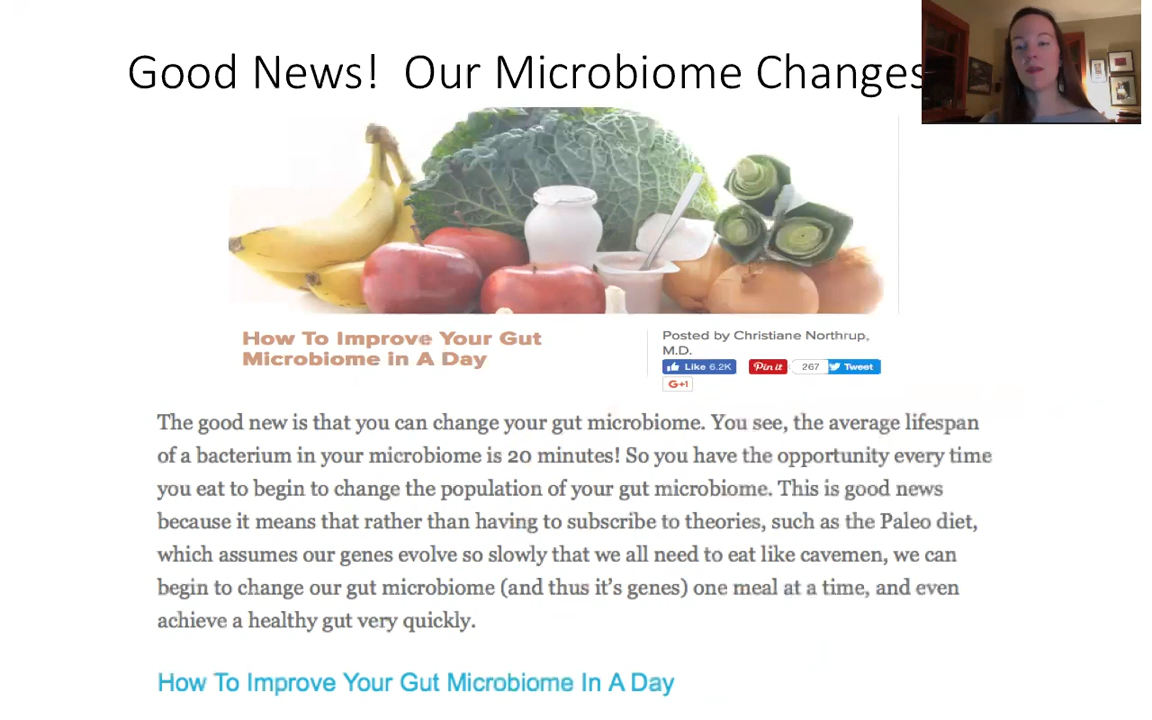 Good News!  Our Microbiome Changes
How To Improve Your Gut
Microbiome in A Day
Posted by Christiane Northrup,
M.D.
Like 6.2K
Pin it
267
Tweet
G+1
The good new is that you can change your gut microbiome. You see, the average lifespan
of a bacterium in your microbiome is 20 minutes! So you have the opportunity every time
you eat to begin to change the population of your gut microbiome. This is good news
because it means that rather than having to subscribe to theories, such as the Paleo diet,
which assumes our genes evolve so slowly that we all need to eat like cavemen, we can
begin to change our gut microbiome (and thus it's genes) one meal at a time, and even
achieve a healthy gut very quickly.
How To Improve Your Gut Microbiome In A Day